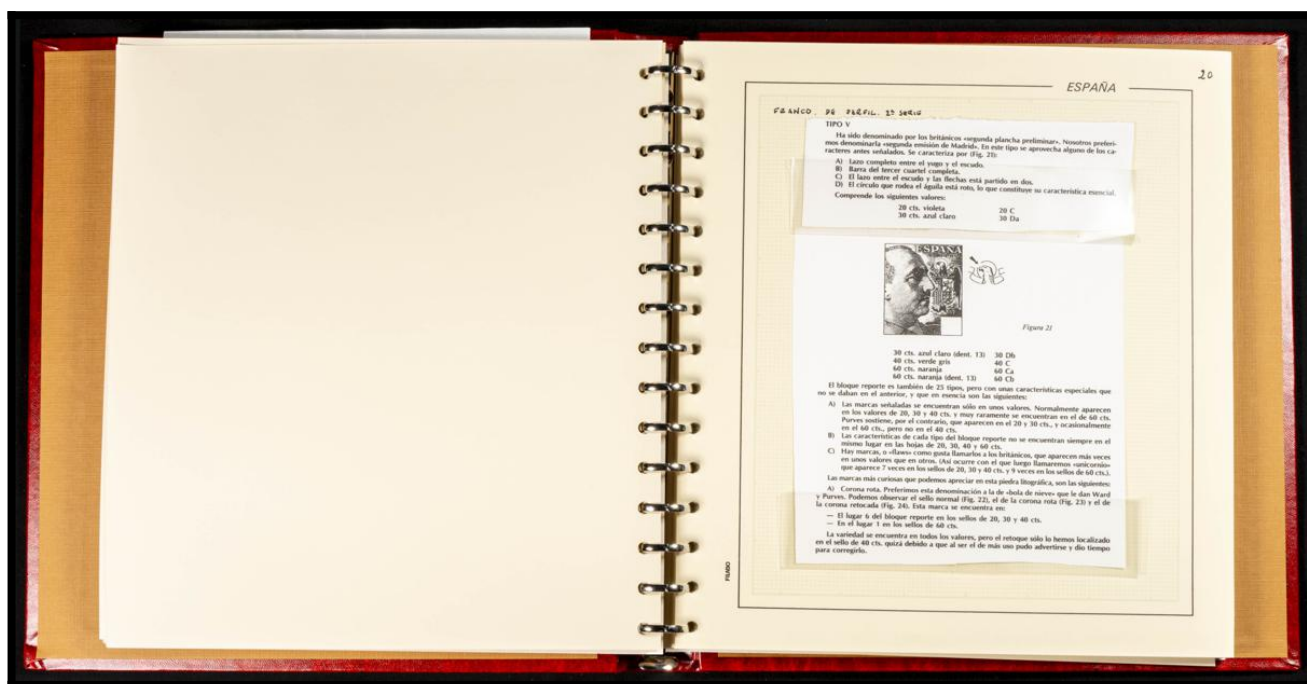 20
ESPAÑA
FRANCO. DE PERFIL. 2ª SERIE
TIPO V
Ha sido denominado por los británicos «segunda plancha preliminar». Nosotros preferi-
mos denominarla «segunda emisión de Madrid». En este tipo se aprovecha alguno de los ca-
racteres antes señalados. Se caracteriza por (Fig. 21):
A) Lazo completo entre el yugo y el escudo.
B) Barra del tercer cuartel completa.
C) El lazo entre el escudo y las flechas está partido en dos.
D) El círculo que rodea el águila está roto, lo que constituye su característica esencial.
Comprende los siguientes valores:
20 cts. violeta 20 C
30 cts. azul claro 30 Da
ESPAÑA
Figura 21
30 cts. azul claro (dent. 13) 30 Db
40 cts. verde gris 40 C
60 cts. naranja 60 Ca
60 cts. naranja (dent. 13) 60 Cb
El bloque reporte es también de 25 tipos, pero con unas características especiales que
no se daban en el anterior, y que en esencia son las siguientes:
A) Las marcas señaladas se encuentran sólo en unos valores. Normalmente aparecen
en los valores de 20, 30 y 40 cts. y muy raramente se encuentran en el de 60 cts.
Purves sostiene, por el contrario, que aparecen en el 20 y 30 cts., y ocasionalmente
en el 60 cts., pero no en el 40 cts.
B) Las características de cada tipo del bloque reporte no se encuentran siempre en el
mismo lugar en las hojas de 20, 30, 40 y 60 cts.
C) Hay marcas, o «flaws» como gusta llamarlos a los británicos, que aparecen más veces
en unos valores que en otros. (Así ocurre con el que luego llamaremos «unicornio»
que aparece 7 veces en los sellos de 20, 30 y 40 cts. y 9 veces en los sellos de 60 cts.).
Las marcas más curiosas que podemos apreciar en esta piedra litográfica, son las siguientes:
A) Corona rota. Preferimos esta denominación a la de «bola de nieve» que le dan Ward
y Purves. Podemos observar el sello normal (Fig. 22), el de la corona rota (Fig. 23) y el de
la corona retocada (Fig. 24). Esta marca se encuentra en:
— El lugar 6 del bloque reporte en los sellos de 20, 30 y 40 cts.
— En el lugar 1 en los sellos de 60 cts.
La variedad se encuentra en todos los valores, pero el retoque sólo lo hemos localizado
en el sello de 40 cts. quizá debido a que al ser el de más uso pudo advertirse y dio tiempo
para corregirlo.
FILABO